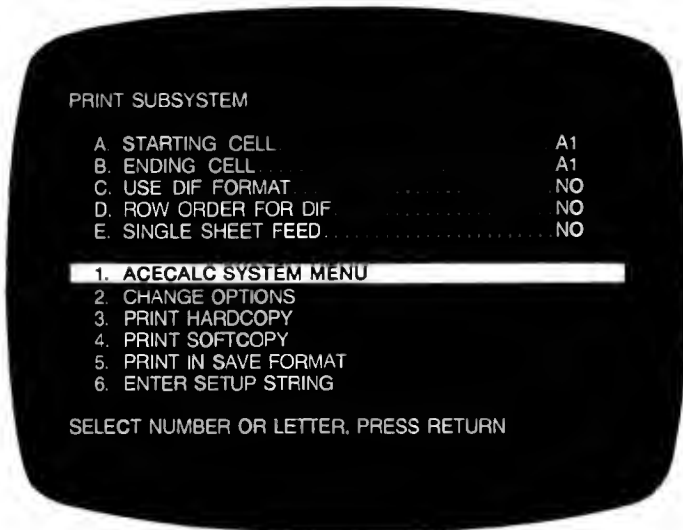 PRINT SUBSYSTEM
A. STARTING CELL A1
B. ENDING CELL..... A1
C. USE DIF FORMAT... ....... NO
D. ROW ORDER FOR DIF. ............. NO
E. SINGLE SHEET FEED........................NO
1. ACECALC SYSTEM MENU
2. CHANGE OPTIONS
3. PRINT HARDCOPY
4. PRINT SOFTCOPY
5. PRINT IN SAVE FORMAT
6. ENTER SETUP STRING
SELECT NUMBER OR LETTER, PRESS RETURN